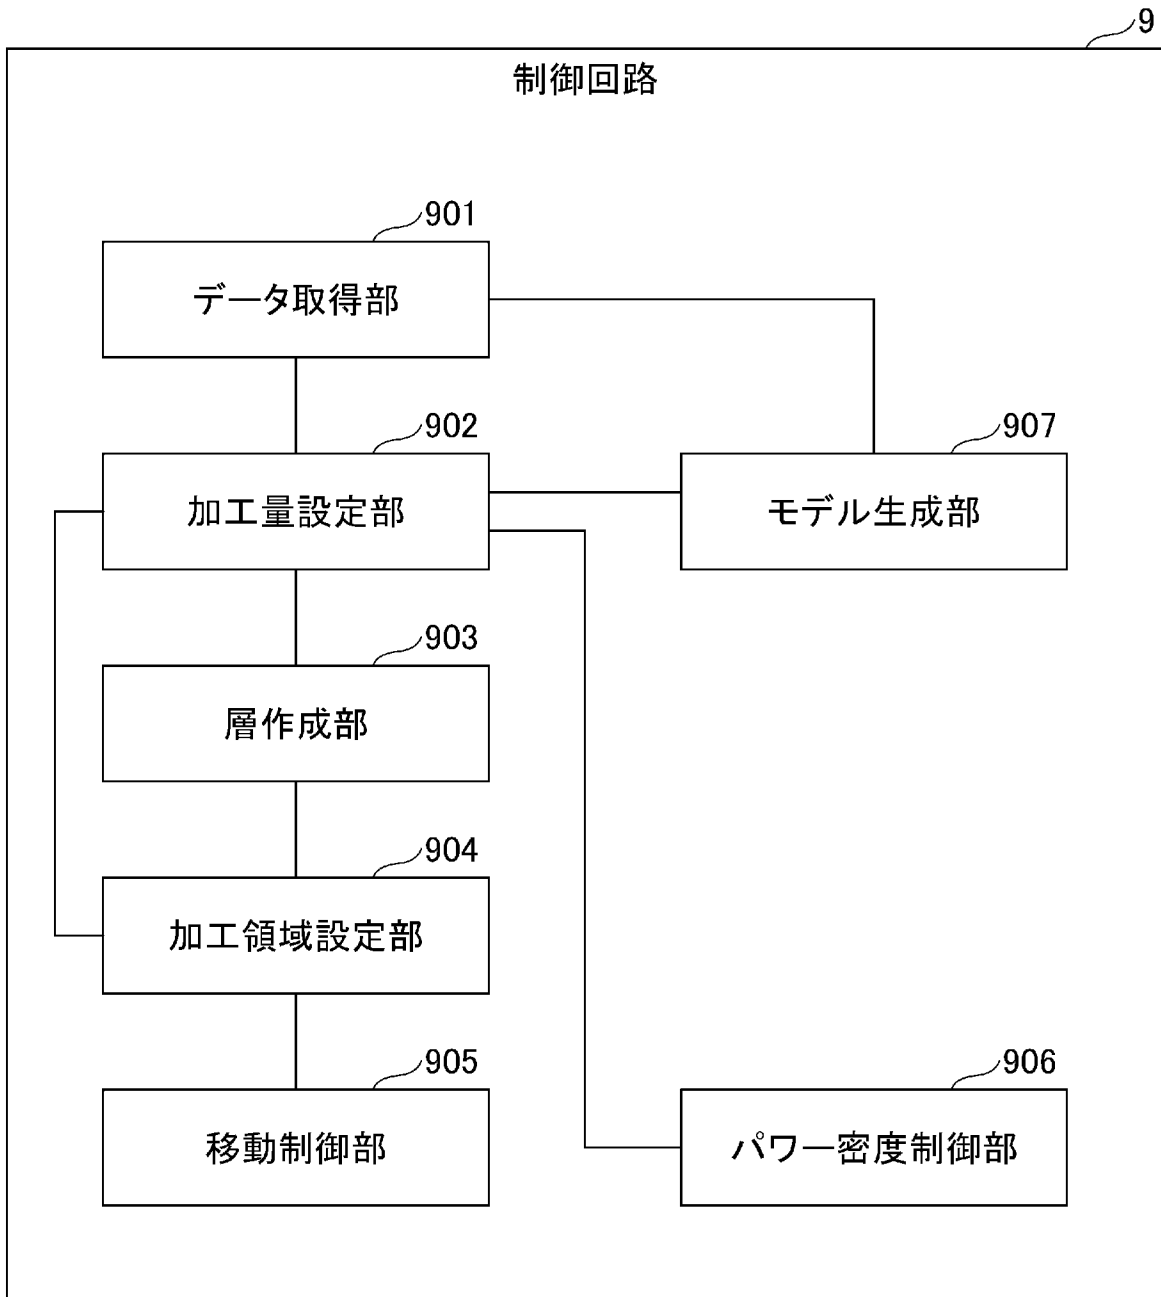 9
制御回路
901
データ取得部
902
加工量設定部
907
モデル生成部
903
層作成部
904
加工領域設定部
905
移動制御部
906
パワー密度制御部